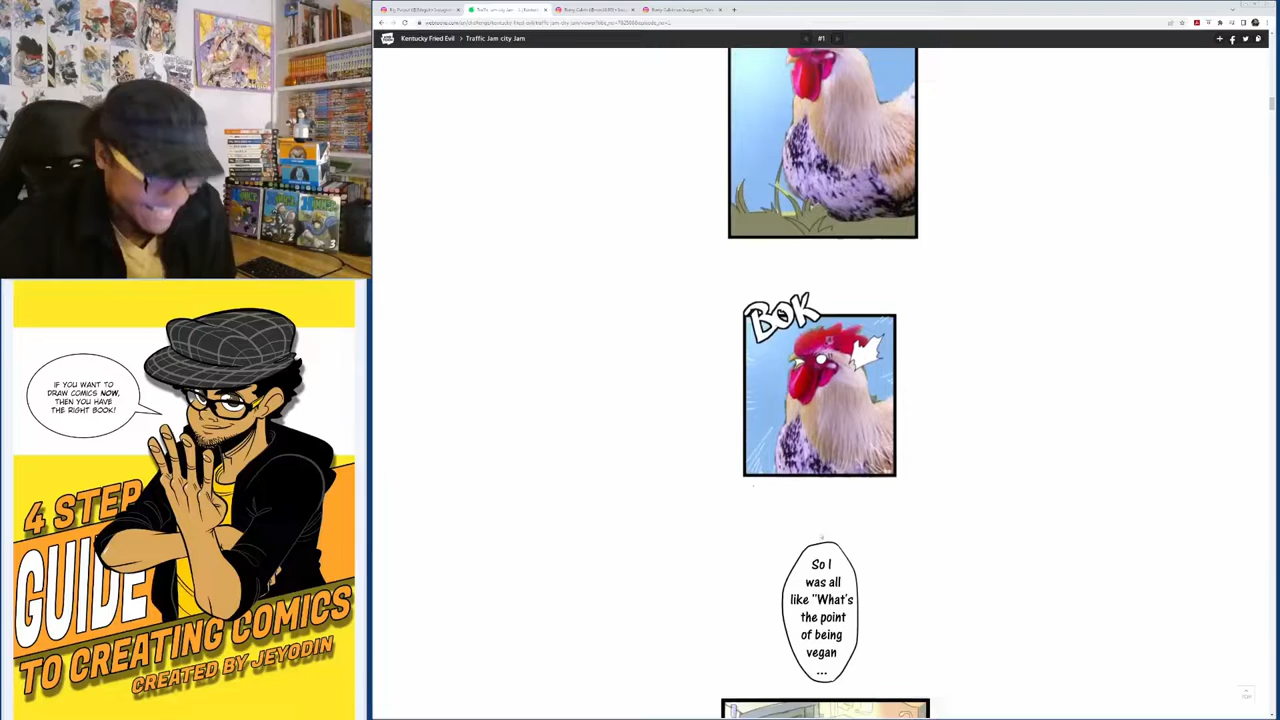 Kentucky Fried Evil > Traffic Jam city Jam
#1
BOK
So I
was all
like "What's
the point
of being
vegan
...
IF YOU WANT TO
DRAW COMICS NOW,
THEN YOU HAVE
THE RIGHT BOOK!
4 STEP
GUIDE
TO CREATING COMICS
CREATED BY JEYODIN